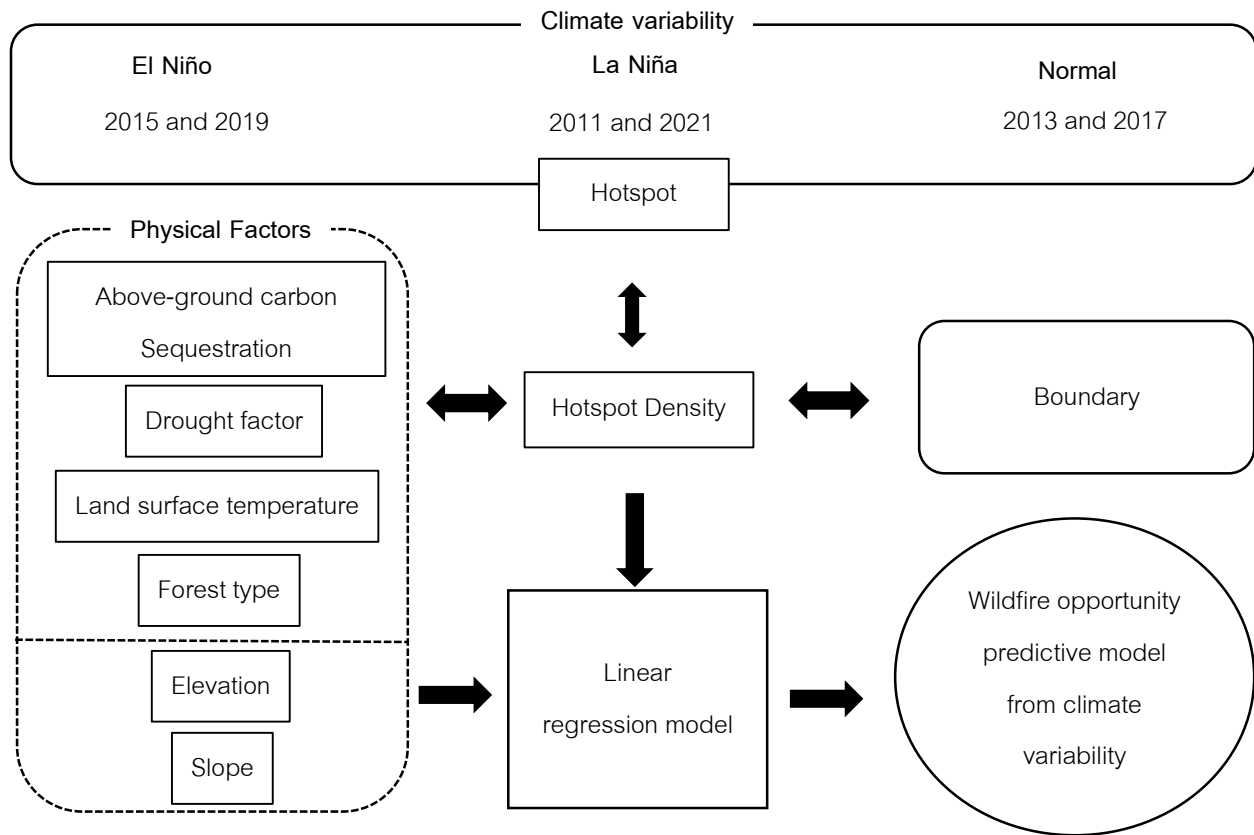 Climate variability
El Niño
La Niña
Normal
2015 and 2019
2011 and 2021
2013 and 2017
Hotspot
Physical Factors
Above-ground carbon
Sequestration
Drought factor
Land surface temperature
Forest type
Elevation
Slope
Hotspot Density
Boundary
Linear
regression model
Wildfire opportunity
predictive model
from climate
variability